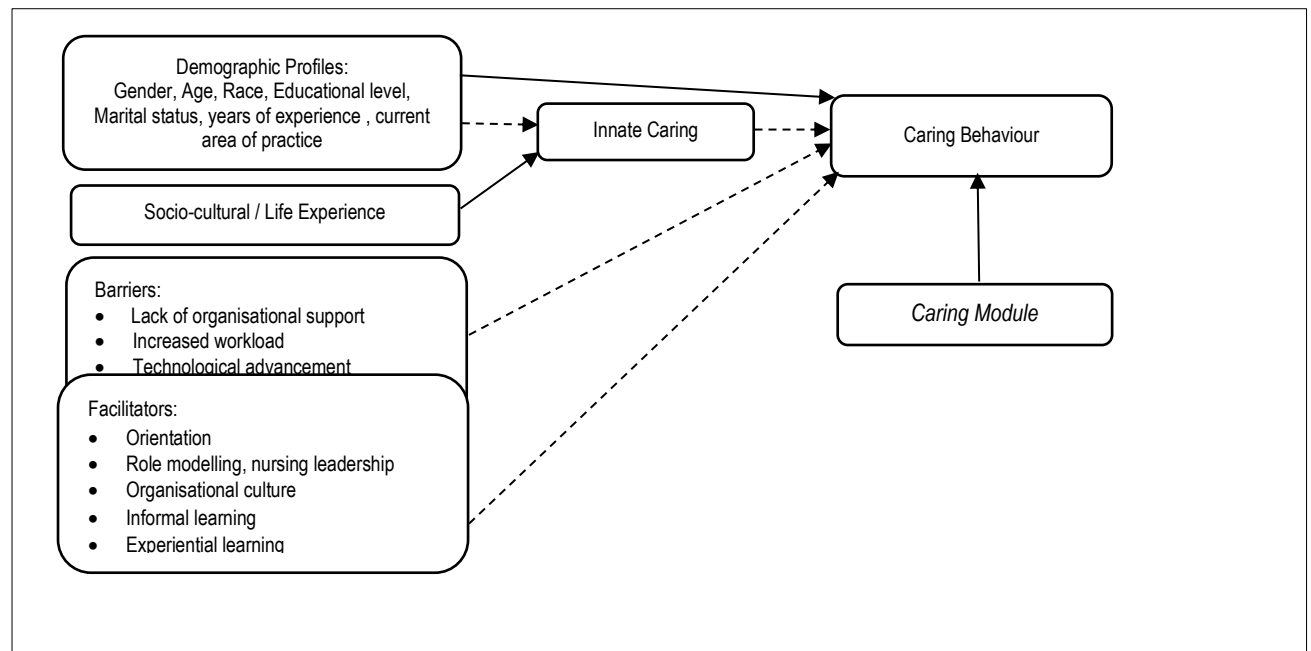 Demographic Profiles:
Gender, Age, Race, Educational level,
Marital status, years of experience , current
area of practice
Innate Caring
Caring Behaviour
Socio-cultural / Life Experience
Barriers:
• Lack of organisational support
• Increased workload
• Technological advancement
Caring Module
Facilitators:
• Orientation
• Role modelling, nursing leadership
• Organisational culture
• Informal learning
• Experiential learning